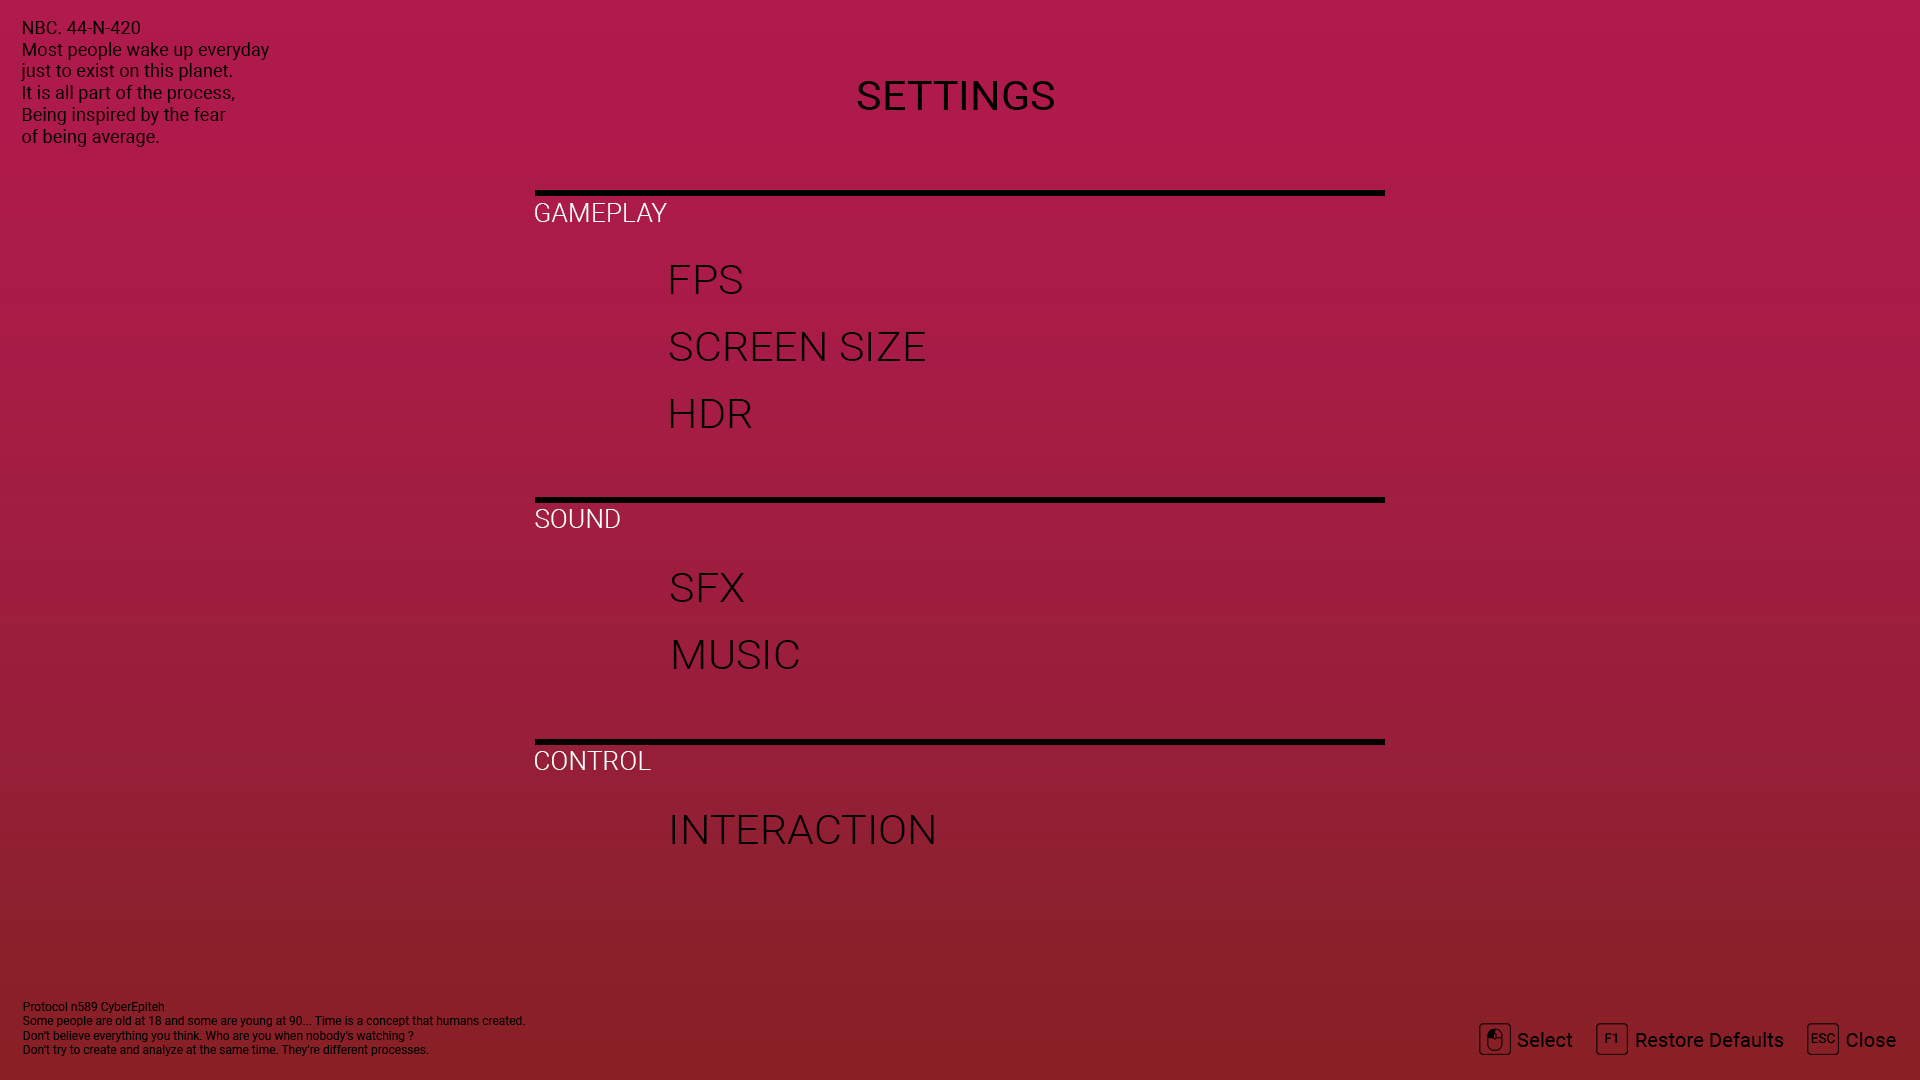 NBC. 44-N-420
Most people wake up everyday
just to exist on this planet.
It is all part of the process,
Being inspired by the fear
of being average.
SETTINGS
GAMEPLAY
FPS
SCREEN SIZE
HDR
SOUND
SFX
MUSIC
CONTROL
INTERACTION
Protocol n589 CyberEpiteh
Some people are old at 18 and some are young at 90... Time is a concept that humans created.
Don't believe everything you think. Who are you when nobody's watching ?
Don't try to create and analyze at the same time. They're different processes.
Select F1 Restore Defaults ESC Close